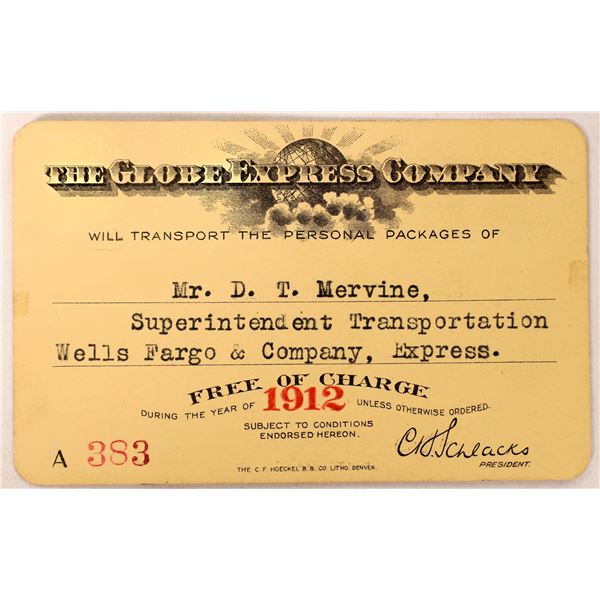 THE GLOBE EXPRESS COMPANY
WILL TRANSPORT THE PERSONAL PACKAGES OF
Mr. D. T. Mervine,
Superintendent Transportation
Wells Fargo & Company, Express.
FREE OF CHARGE
DURING THE YEAR OF 1912 UNLESS OTHERWISE ORDERED.
SUBJECT TO CONDITIONS
ENDORSED HEREON.
A 383
Schlacks
PRESIDENT.
THE C. F. HOECKEL B. B. CO. LITHO. DENVER.